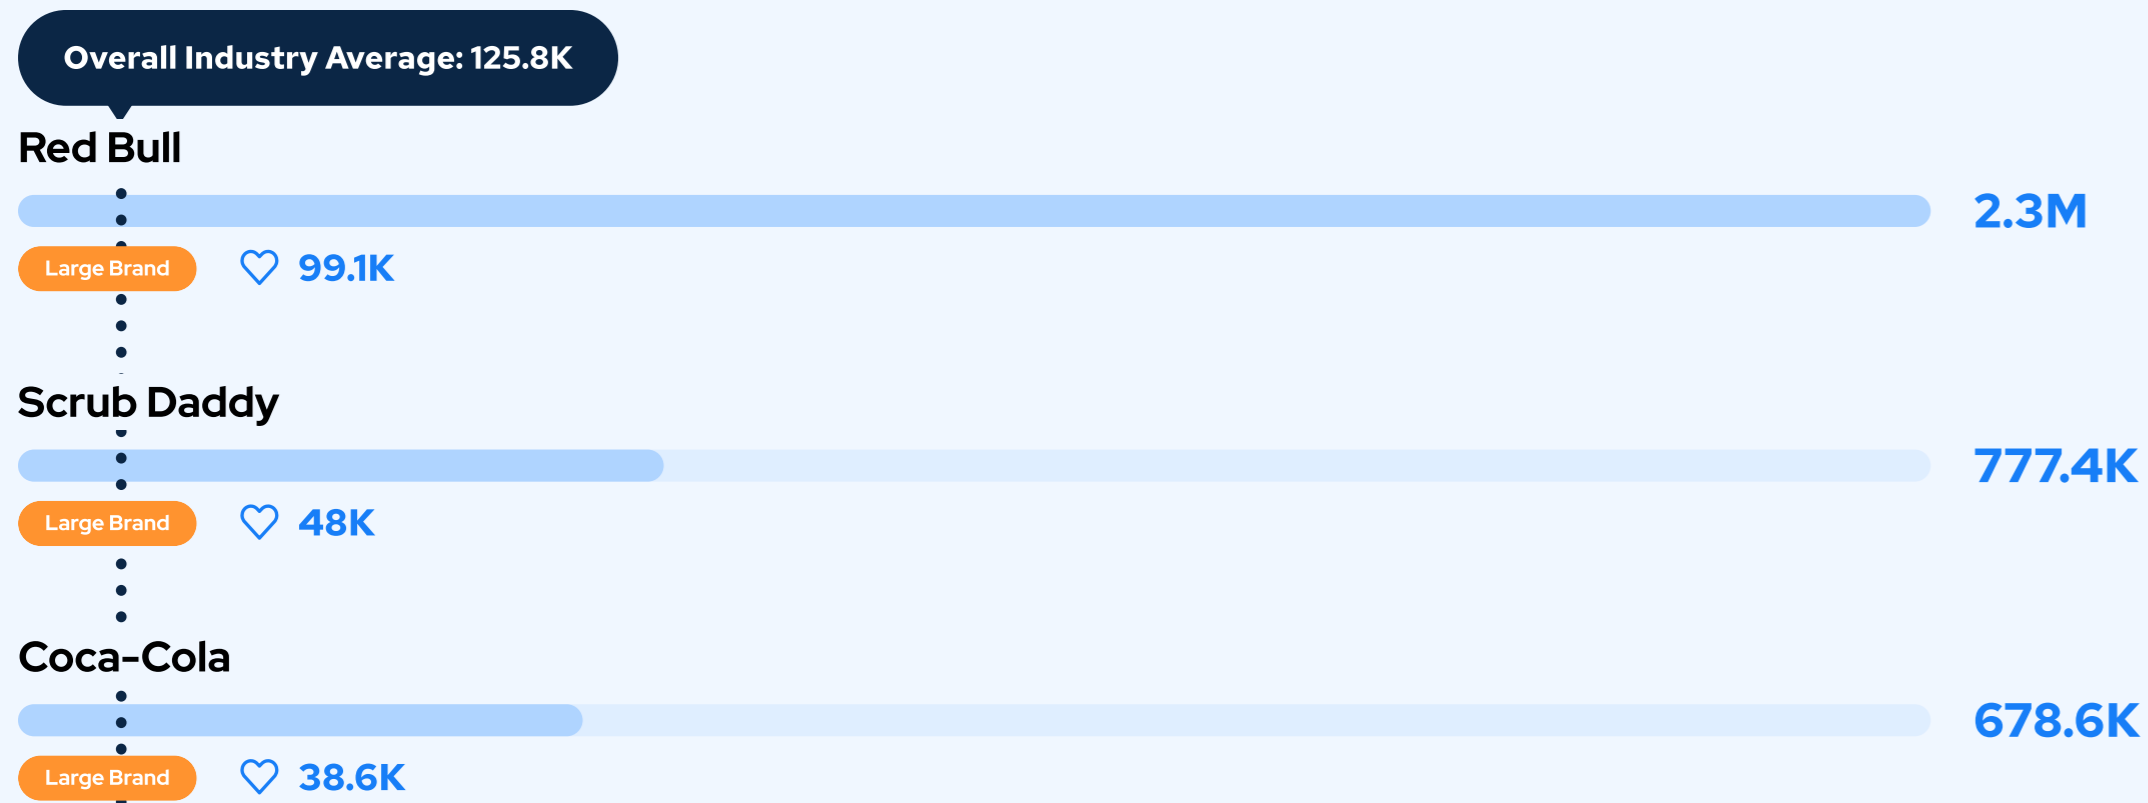 Overall Industry Average: 125.8K
Red Bull
2.3M
Large Brand 99.1K
Scrub Daddy
777.4K
Large Brand 48K
Coca-Cola
678.6K
Large Brand 38.6K